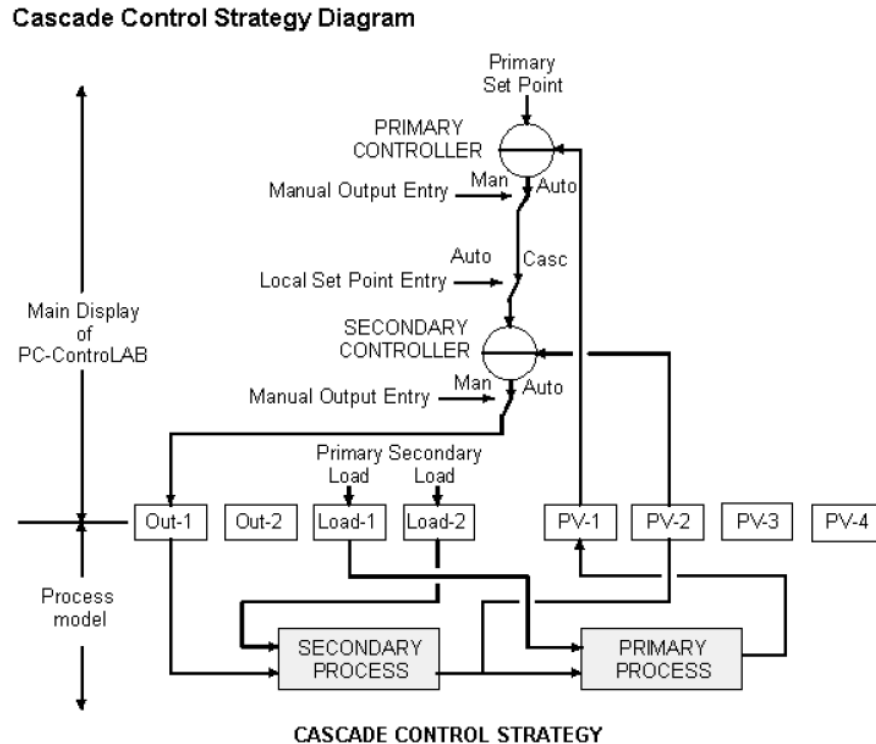 Cascade Control Strategy Diagram
Primary
Set Point
PRIMARY
CONTROLLER
Man
Auto
Manual Output Entry
Auto
Casc
Local Set Point Entry
Main Display
of
PC-ControLAB
SECONDARY
CONTROLLER
Man
Auto
Manual Output Entry
Primary Secondary
Load Load
Out-1
Out-2
Load-1
Load-2
PV-1
PV-2
PV-3
PV-4
Process
model
SECONDARY
PROCESS
PRIMARY
PROCESS
CASCADE CONTROL STRATEGY